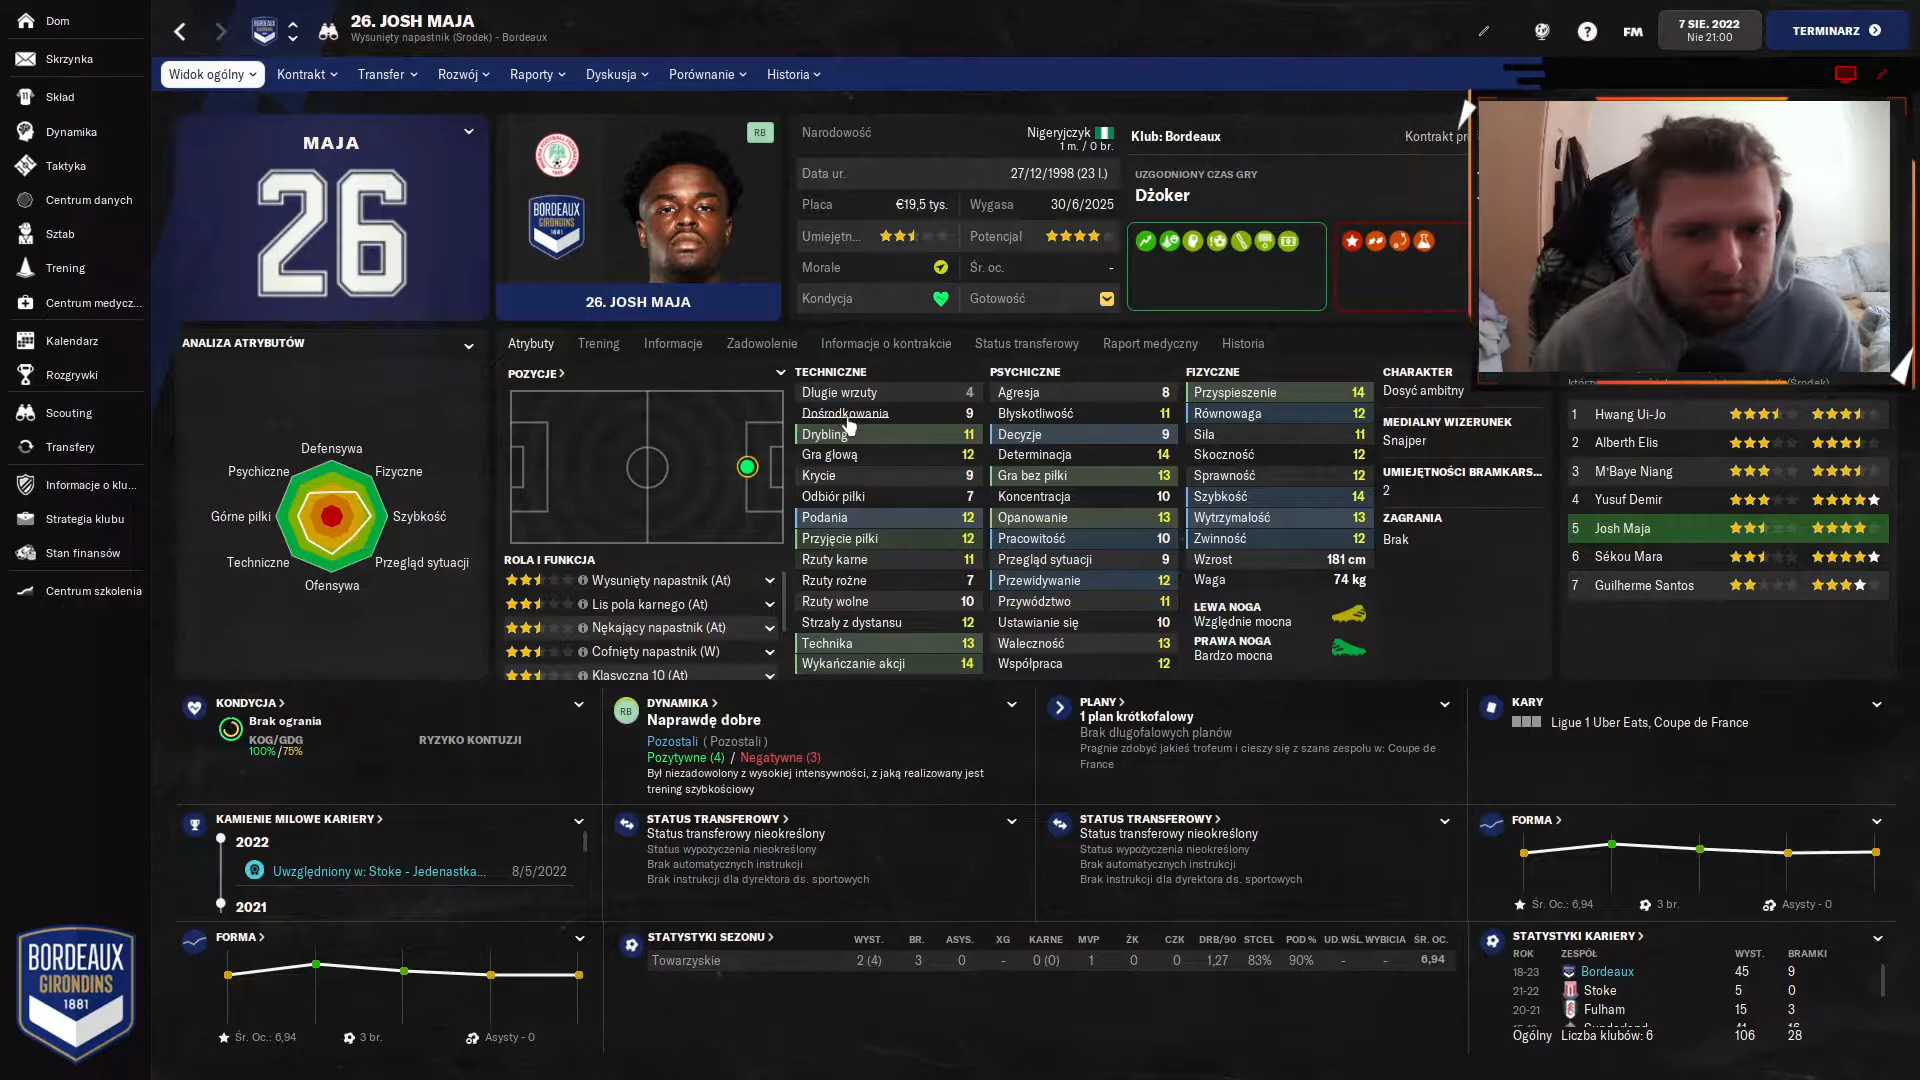 Dom
Skrzynka
Skład
Dynamika
Taktyka
Centrum danych
Sztab
Trening
Centrum medycz...
Kalendarz
Rozgrywki
Scouting
Transfery
Informacje o klu...
Strategia klubu
Stan finansów
Centrum szkolenia
BORDEAUX
GIRONDINS
1881
26. JOSH MAJA
Wysunięty napastnik (Środek) - Bordeaux
FM
7 SIE. 2022
Nie 21:00
TERMINARZ
Widok ogólny
Kontrakt
Transfer
Rozwój
Raporty
Dyskusja
Porównanie
Historia
MAJA
26
RB
BORDEAUX
GIRONDINS
26. JOSH MAJA
Narodowość
Nigeryjczyk
1 m. / 0 br.
Data ur.
27/12/1998 (23 l.)
Płaca
€19,5 tys.
Wygasa
30/6/2025
Umiejętn...
Potencjał
Morale
Śr. oc.
-
Kondycja
Gotowość
Klub: Bordeaux
Kontrakt pr
UZGODNIONY CZAS GRY
Dżoker
ANALIZA ATRYBUTÓW
Defensywa
Psychiczne
Fizyczne
Górne piłki
Szybkość
Techniczne
Przegląd sytuacji
Ofensywa
Atrybuty
Trening
Informacje
Zadowolenie
Informacje o kontrakcie
Status transferowy
Raport medyczny
Historia
POZYCJE
ROLA I FUNKCJA
Wysunięty napastnik (At)
Lis pola karnego (At)
Nękający napastnik (At)
Cofnięty napastnik (W)
Klasyczna 10 (At)
TECHNICZNE
Długie wrzuty 4
Dośrodkowania 9
Drybling 11
Gra głową 12
Krycie 9
Odbiór piłki 7
Podania 12
Przyjęcie piłki 12
Rzuty karne 11
Rzuty rożne 7
Rzuty wolne 10
Strzały z dystansu 12
Technika 13
Wykańczanie akcji 14
PSYCHICZNE
Agresja 8
Błyskotliwość 11
Decyzje 9
Determinacja 14
Gra bez piłki 13
Koncentracja 10
Opanowanie 13
Pracowitość 10
Przegląd sytuacji 9
Przewidywanie 12
Przywództwo 11
Ustawianie się 10
Waleczność 13
Współpraca 12
FIZYCZNE
Przyspieszenie 14
Równowaga 12
Siła 11
Skoczność 12
Sprawność 12
Szybkość 14
Wytrzymałość 13
Zwinność 12
Wzrost 181 cm
Waga 74 kg
LEWA NOGA
Względnie mocna
PRAWA NOGA
Bardzo mocna
CHARAKTER
Dosyć ambitny
MEDIALNY WIZERUNEK
Snajper
UMIEJĘTNOŚCI BRAMKARS...
2
ZAGRANIA
Brak
1 Hwang Ui-Jo
2 Alberth Elis
3 M'Baye Niang
4 Yusuf Demir
5 Josh Maja
6 Sékou Mara
7 Guilherme Santos
KONDYCJA
Brak ogrania
KOG/GDG
100% /75%
RYZYKO KONTUZJI
RB
DYNAMIKA
Naprawdę dobre
Pozostali ( Pozostali )
Pozytywne (4) / Negatywne (3)
Był niezadowolony z wysokiej intensywności, z jaką realizowany jest
trening szybkościowy
PLANY
1 plan krótkofalowy
Brak długofalowych planów
Pragnie zdobyć jakieś trofeum i cieszy się z szans zespołu w: Coupe de
France
KARY
Ligue 1 Uber Eats, Coupe de France
KAMIENIE MILOWE KARIERY
2022
Uwzględniony w: Stoke - Jedenastka... 8/5/2022
2021
STATUS TRANSFEROWY
Status transferowy nieokreślony
Status wypożyczenia nieokreślony
Brak automatycznych instrukcji
Brak instrukcji dla dyrektora ds. sportowych
STATUS TRANSFEROWY
Status transferowy nieokreślony
Status wypożyczenia nieokreślony
Brak automatycznych instrukcji
Brak instrukcji dla dyrektora ds. sportowych
FORMA
Śr. Oc.: 6,94
3 br.
Asysty - 0
FORMA
Śr. Oc.: 6,94
3 br.
Asysty - 0
STATYSTYKI SEZONU
WYST. BR. ASYS. XG KARNE MVP ŻK CZK DRB/90 STCEL POD % UD.WŚL. WYBICIA ŚR. OC.
Towarzyskie 2 (4) 3 0 - 0 (0) 1 0 0 1,27 83% 90% - - 6,94
STATYSTYKI KARIERY
ROK ZESPÓŁ WYST. BRAMKI
18-23 Bordeaux 45 9
21-22 Stoke 5 0
20-21 Fulham 15 3
Ogólny Liczba klubów: 6 106 28